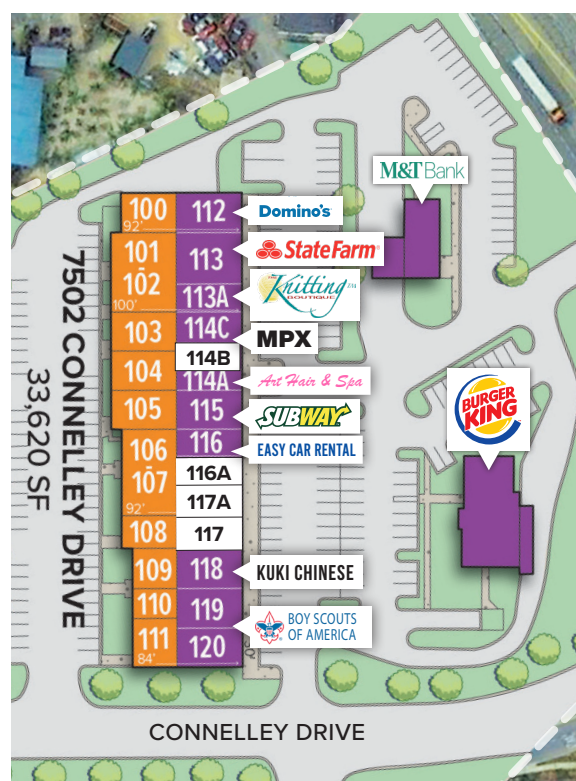 M&T Bank
100
92'
112
Domino's
101
-
102
100'
113
State Farm
113A
Knitting
BOUTIQUE
103
114C
MPX
114B
104
114A
Art Hair & Spa
105
115
SUBWAY
BURGER
KING
106
-
107
92'
116
EASY CAR RENTAL
116A
117A
108
117
109
118
KUKI CHINESE
110
119
BOY SCOUTS
OF AMERICA
111
84'
120
7502 CONNELLEY DRIVE
33,620 SF
CONNELLEY DRIVE